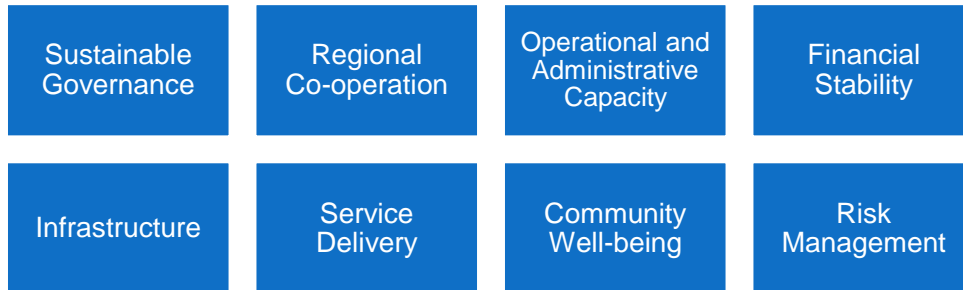 Sustainable
Governance
Regional
Co-operation
Operational and
Administrative
Capacity
Financial
Stability
Infrastructure
Service
Delivery
Community
Well-being
Risk
Management